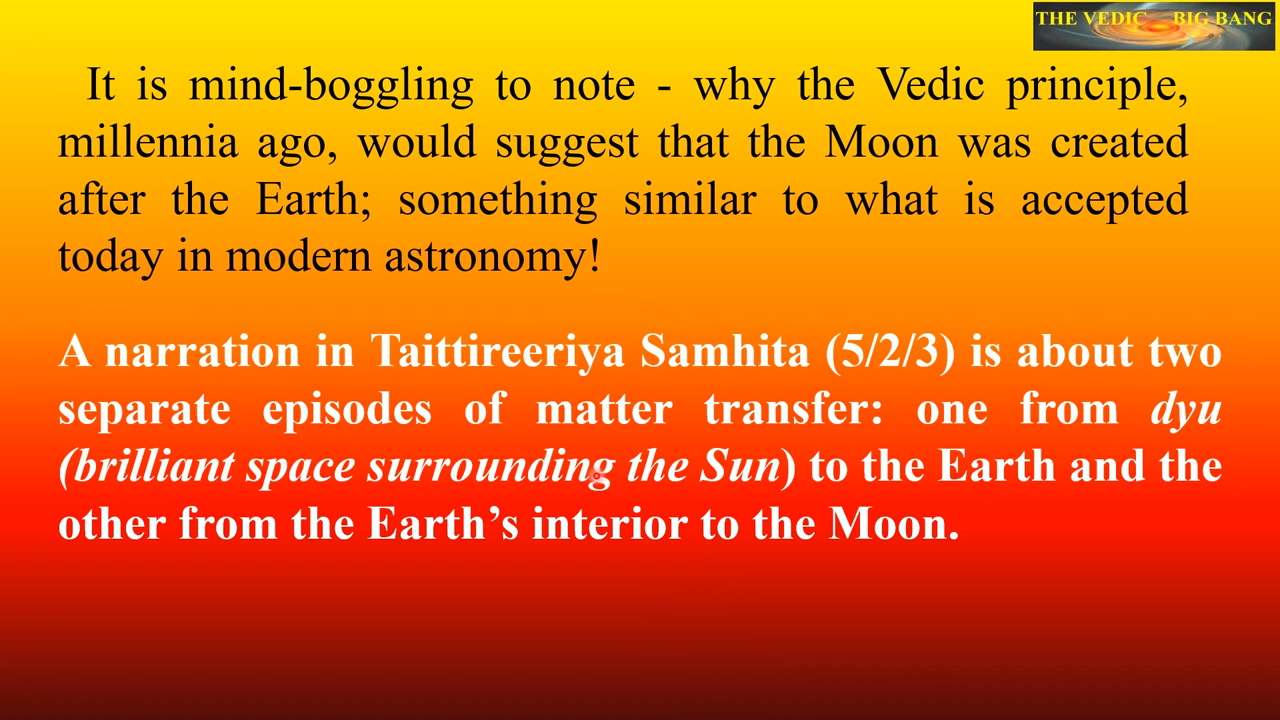 THE VEDIC BIG BANG
It is mind-boggling to note - why the Vedic principle,
millennia ago, would suggest that the Moon was created
after the Earth; something similar to what is accepted
today in modern astronomy!
A narration in Taittireeriya Samhita (5/2/3) is about two
separate episodes of matter transfer: one from dyu
(brilliant space surrounding the Sun) to the Earth and the
other from the Earth’s interior to the Moon.